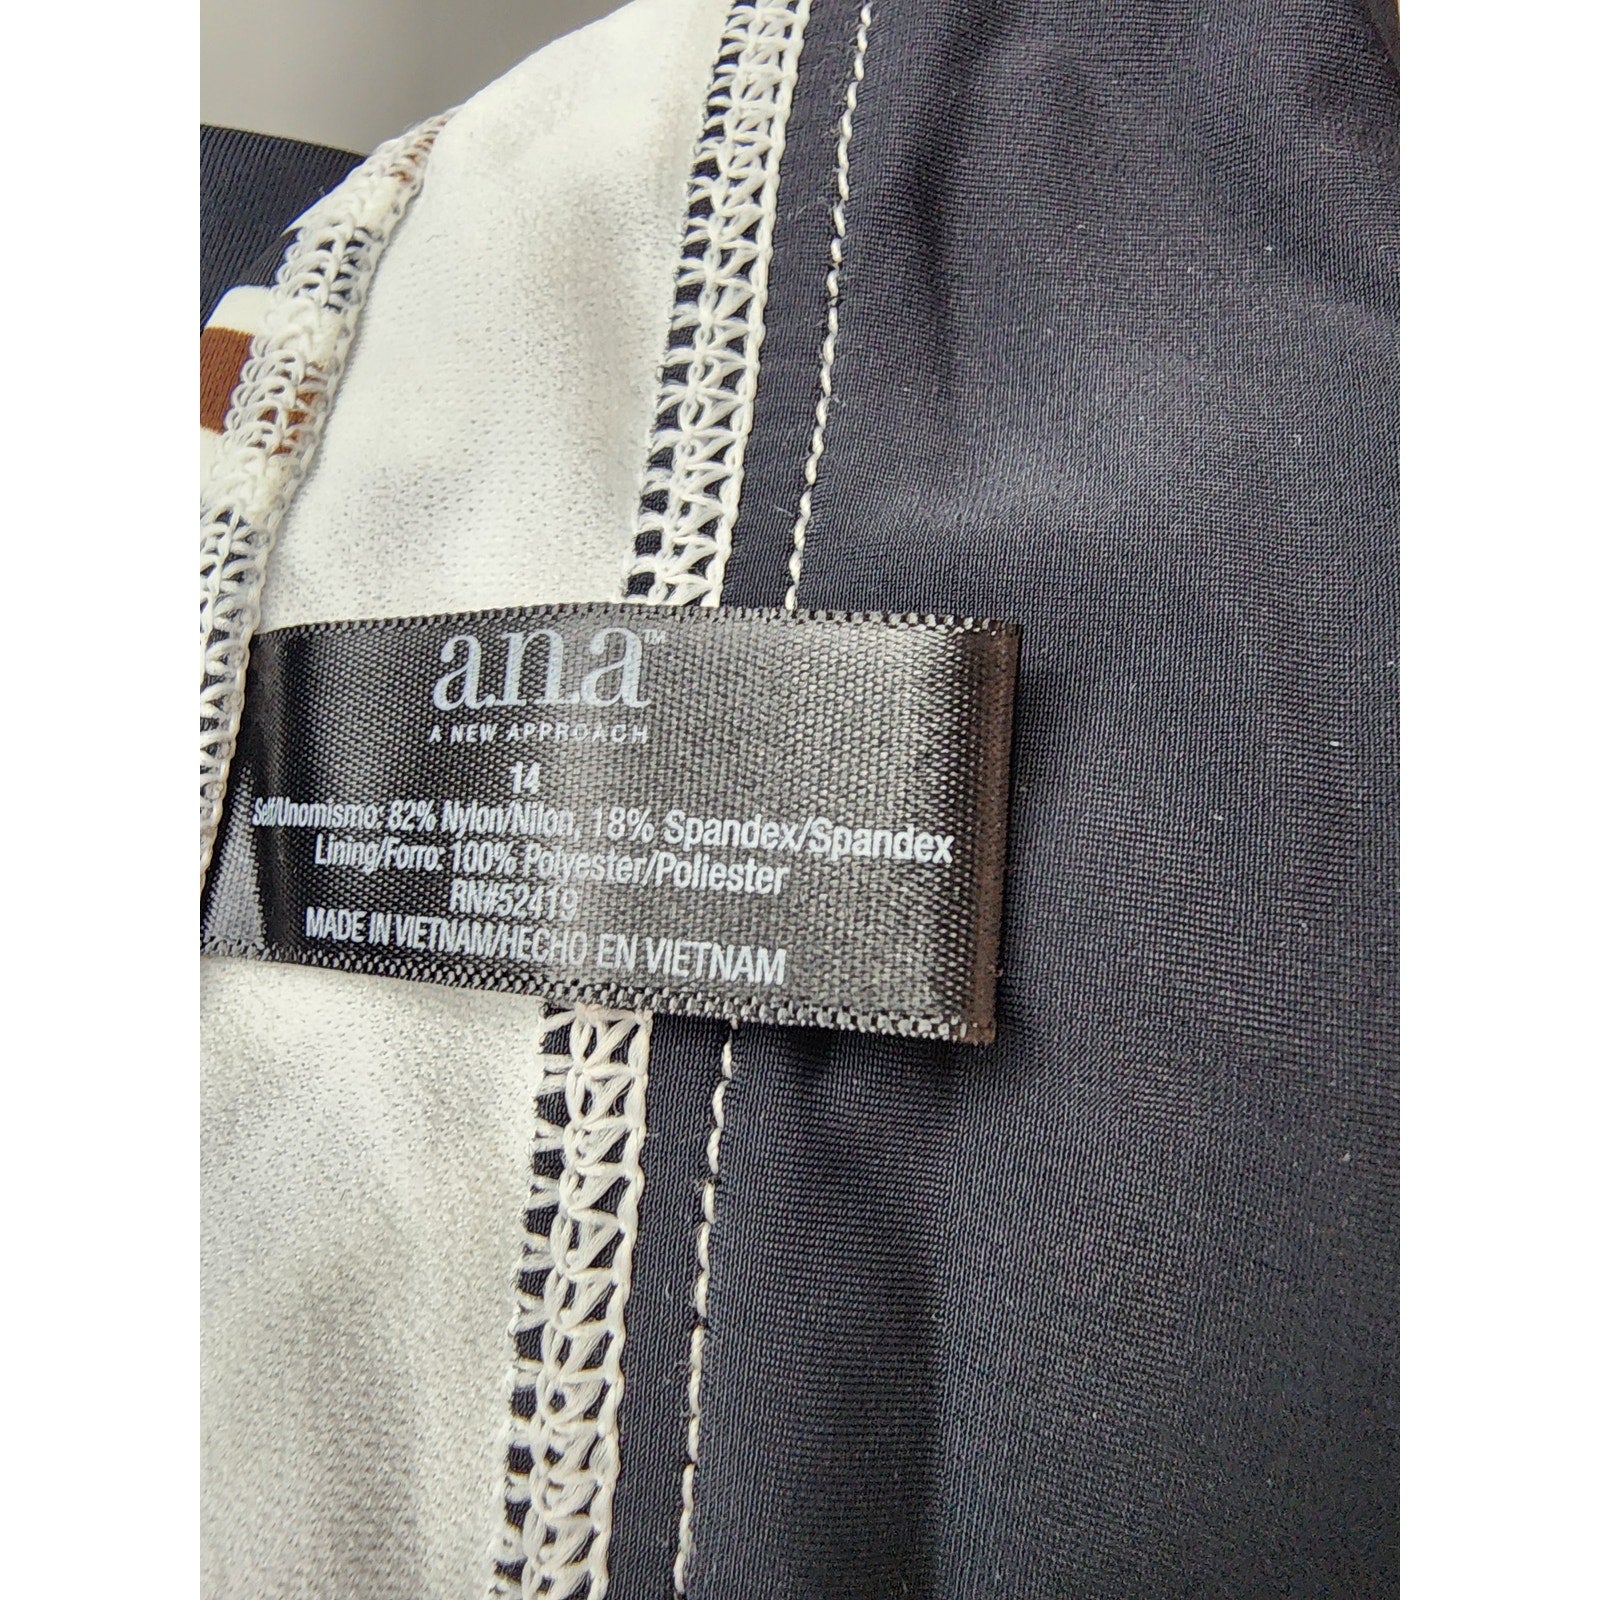 a.n.a™
A NEW APPROACH
14
Self/Unomismo: 82% Nylon/Nilon, 18% Spandex/Spandex
Lining/Forro: 100% Polyester/Poliester
RN#52419
MADE IN VIETNAM/HECHO EN VIETNAM